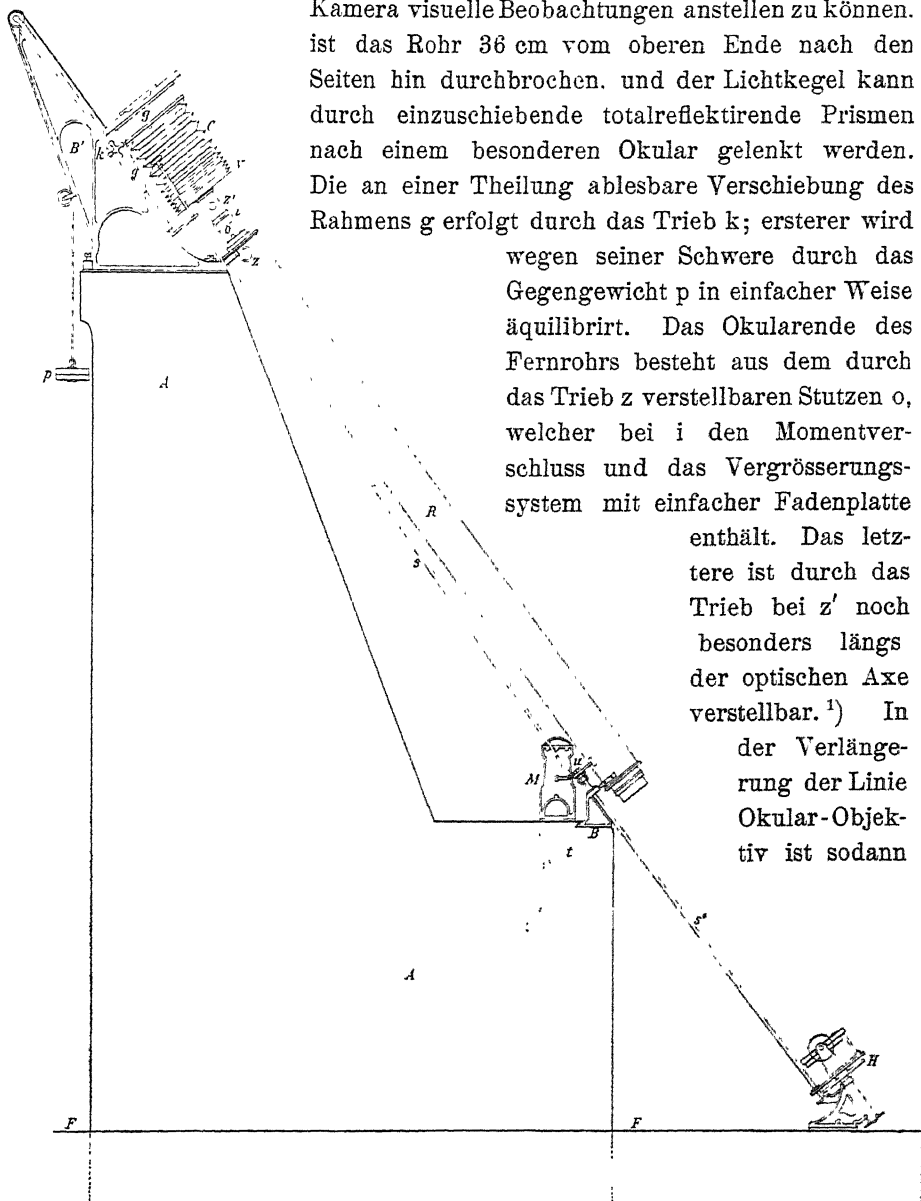 Kamera visuelle Beobachtungen anstellen zu können.
ist das Rohr 36 cm vom oberen Ende nach den
Seiten hin durchbrochen. und der Lichtkegel kann
durch einzuschiebende totalreflektirende Prismen
nach einem besonderen Okular gelenkt werden.
Die an einer Theilung ablesbare Verschiebung des
Rahmens g erfolgt durch das Trieb k; ersterer wird
wegen seiner Schwere durch das
Gegengewicht p in einfacher Weise
äquilibrirt. Das Okularende des
Fernrohrs besteht aus dem durch
das Trieb z verstellbaren Stutzen o,
welcher bei i den Momentver-
schluss und das Vergrösserungs-
system mit einfacher Fadenplatte
enthält. Das letz-
tere ist durch das
Trieb bei z′ noch
besonders längs
der optischen Axe
verstellbar. ¹) In
der Verlänge-
rung der Linie
Okular-Objek-
tiv ist sodann
g
B′
k
g
v
z′
z
p
A
R
s
M
u
B
t
s′
A
H
F
F